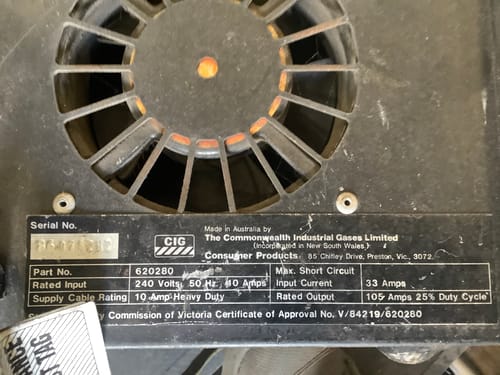 Serial No.
CIG
Made in Australia by
The Commonwealth Industrial Gases Limited
(Incorporated in New South Wales)
Consumer Products 85 Chifley Drive, Preston, Vic., 3072.
Part No. 620280 Max. Short Circuit
Rated Input 240 Volts, 50 Hz, 10 Amps Input Current 33 Amps
Supply Cable Rating 10 Amp Heavy Duty Rated Output 105 Amps 25% Duty Cycle
Commission of Victoria Certificate of Approval No. V/84219/620280